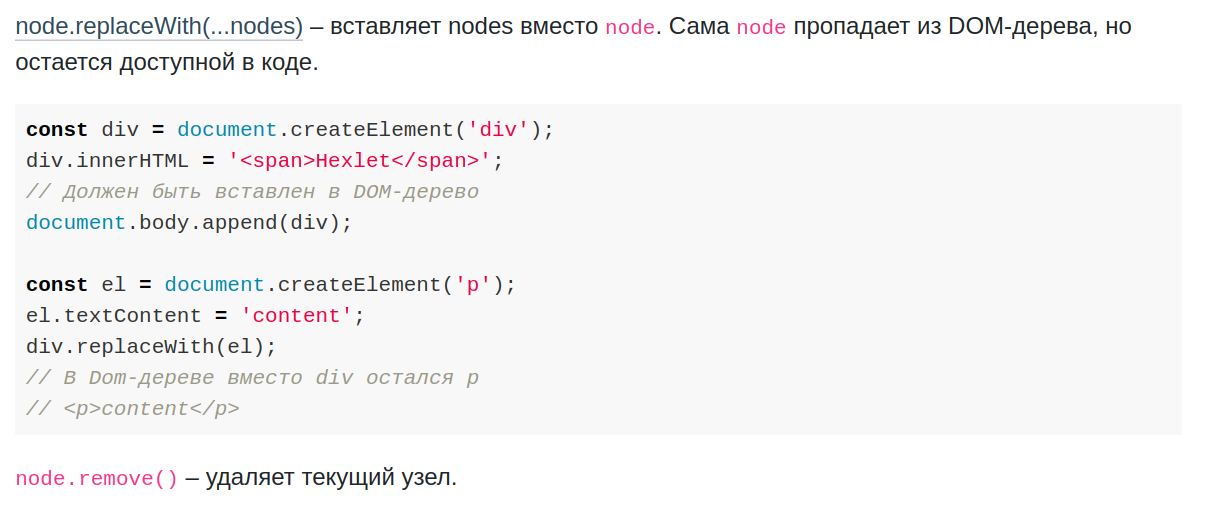 node.replaceWith(...nodes) – вставляет nodes вместо node. Сама node пропадает из DOM-дерева, но
остается доступной в коде.
const div = document.createElement('div');
div.innerHTML = '<span>Hexlet</span>';
// Должен быть вставлен в DOM-дерево
document.body.append(div);
const el = document.createElement('p');
el.textContent = 'content';
div.replaceWith(el);
// В Dom-дереве вместо div остался p
// <p>content</p>
node.remove() – удаляет текущий узел.